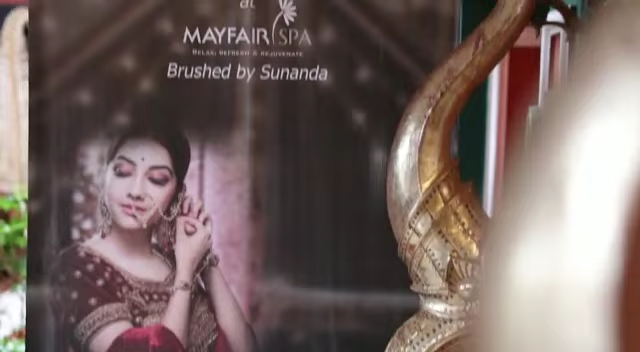 at
MAYFAIR SPA
RELAX, REFRESH & REJUVENATE
Brushed by Sunanda